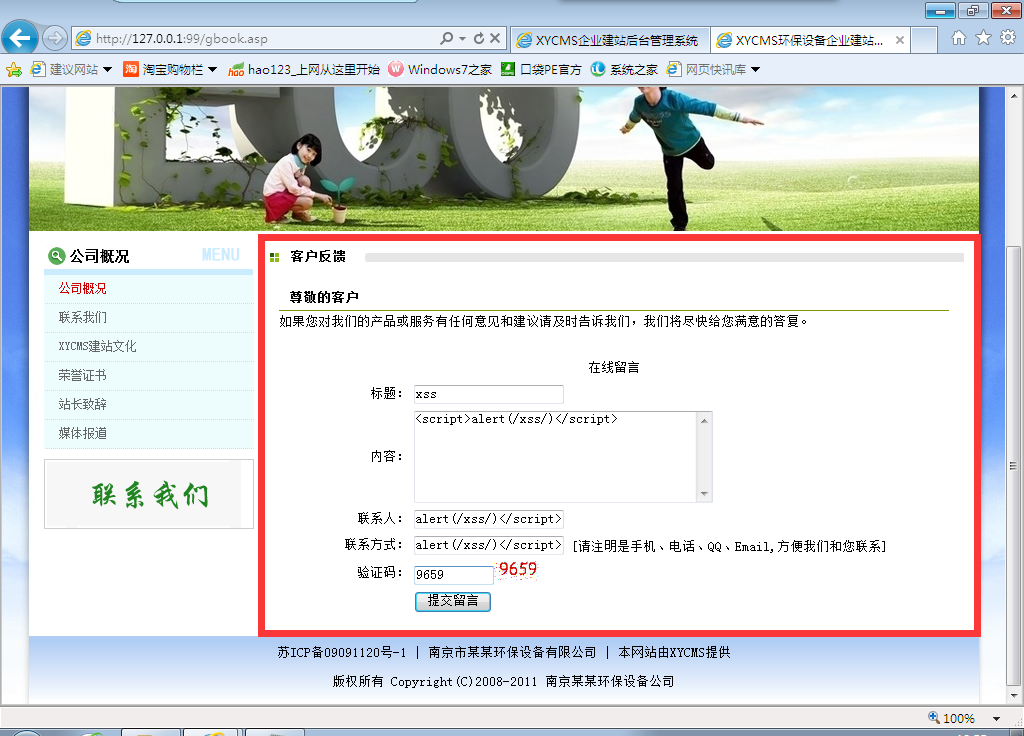 http://127.0.0.1:99/gbook.asp
XYCMS企业建站后台管理系统
XYCMS环保设备企业建站...
建议网站
淘宝购物栏
hao123_上网从这里开始
Windows7之家
口袋PE官方
系统之家
网页快讯库
公司概况 MENU
公司概况
联系我们
XYCMS建站文化
荣誉证书
站长致辞
媒体报道
联系我们
客户反馈
尊敬的客户
如果您对我们的产品或服务有任何意见和建议请及时告诉我们，我们将尽快给您满意的答复。
在线留言
标题： xss
内容： <script>alert(/xss/)</script>
联系人： alert(/xss/)</script>
联系方式： alert(/xss/)</script> [请注明是手机、电话、QQ、Email,方便我们和您联系]
验证码： 9659 9659
提交留言
苏ICP备09091120号-1 | 南京市某某环保设备有限公司 | 本网站由XYCMS提供
版权所有 Copyright(C)2008-2011 南京某某环保设备公司
100%